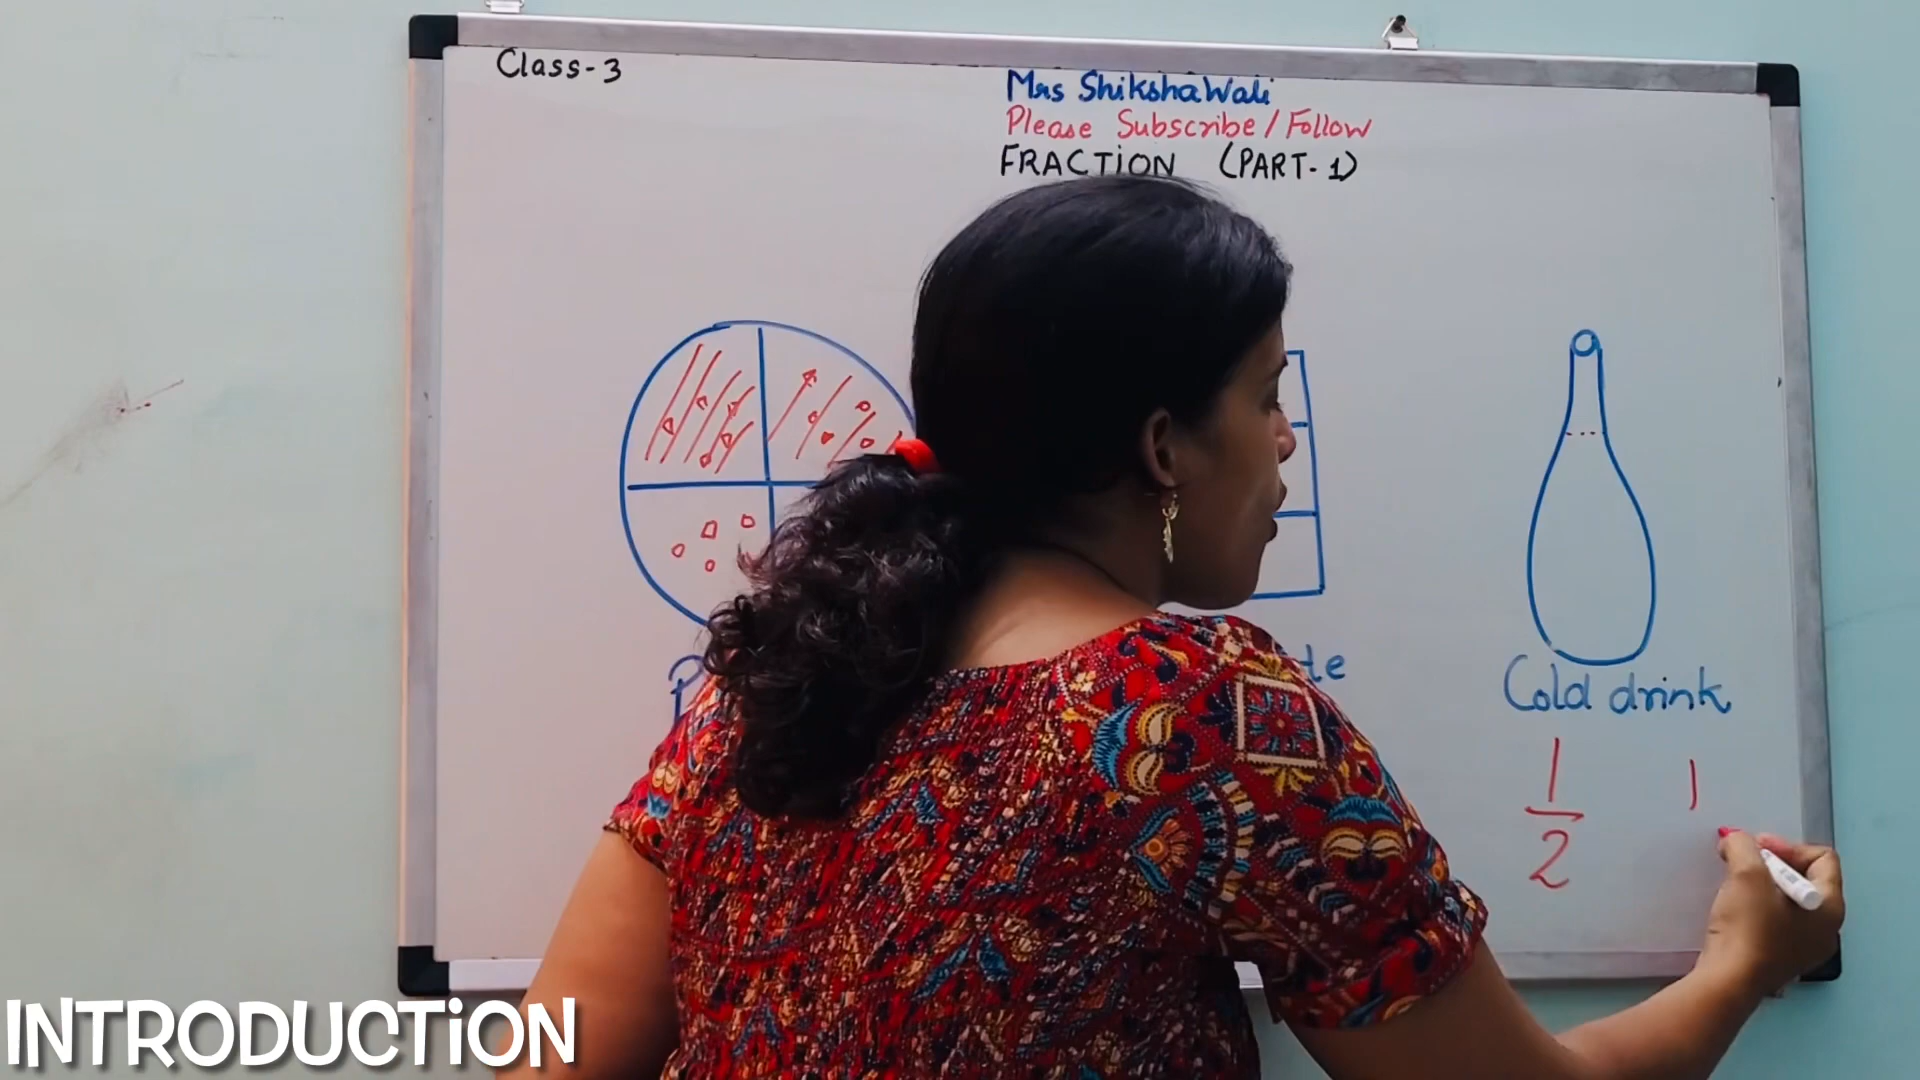 Class-3
Mrs ShikshaWali
Please Subscribe / Follow
FRACTION (PART-1)
Cold drink
1
2
1
INTRODUCTION